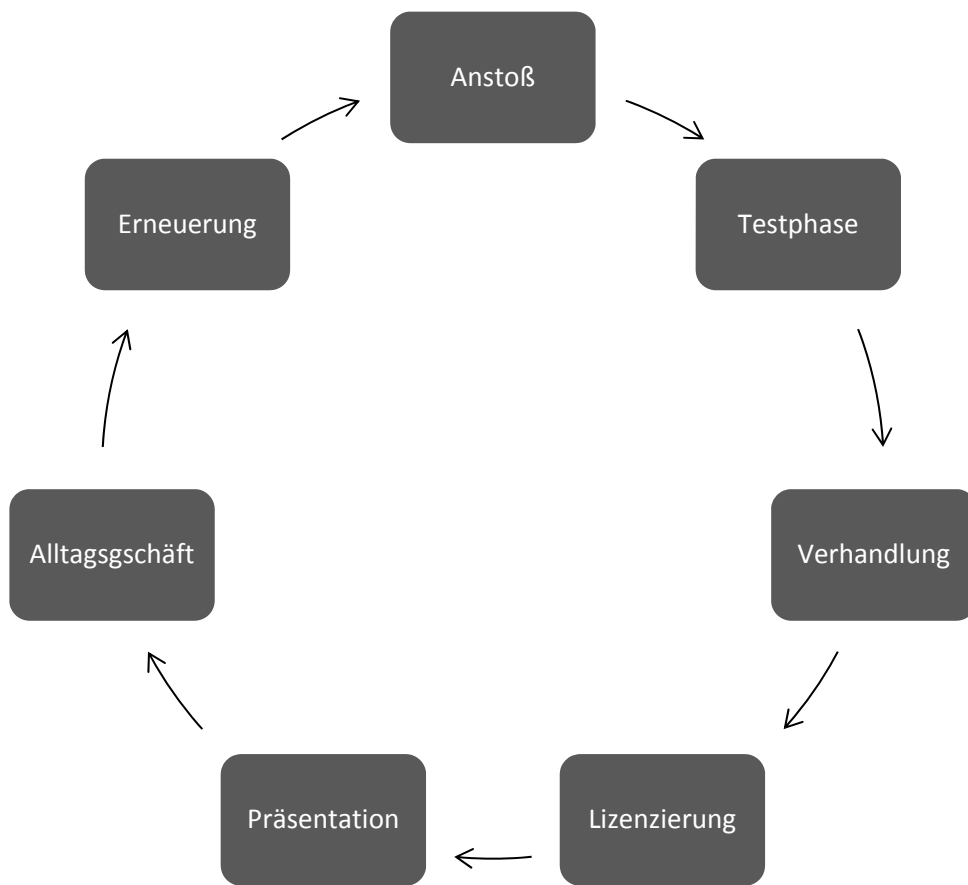 Anstoß
Testphase
Verhandlung
Lizenzierung
Präsentation
Alltagsgschäft
Erneuerung